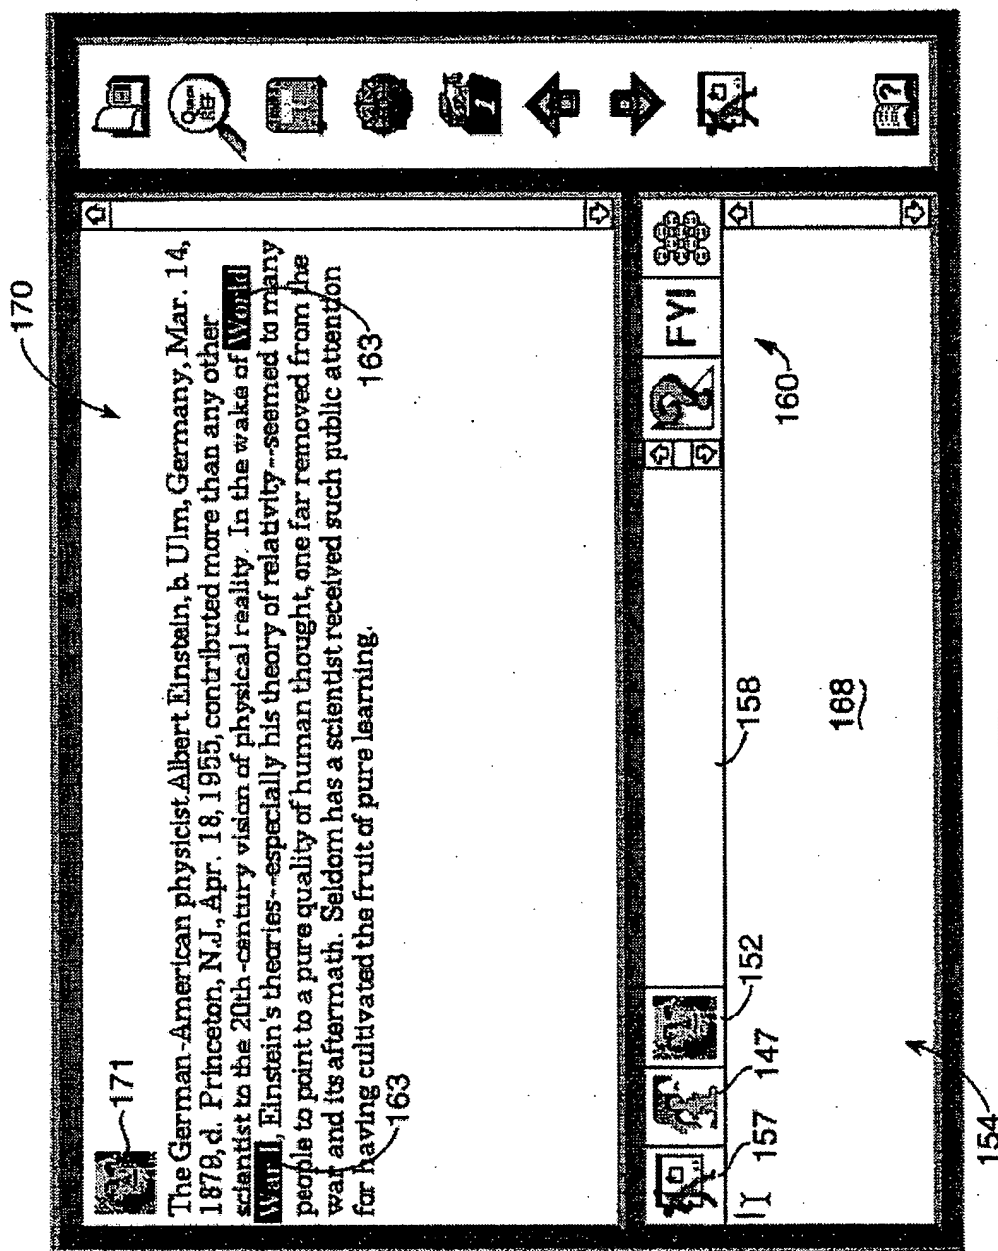 170
171
The German-American physicist Albert Einstein, b. Ulm, Germany, Mar. 14,
1879, d. Princeton, N.J., Apr. 18, 1955, contributed more than any other
scientist to the 20th-century vision of physical reality. In the wake of World
War I, Einstein's theories--especially his theory of relativity--seemed to many
people to point to a pure quality of human thought, one far removed from the
war and its aftermath. Seldom has a scientist received such public attention
for having cultivated the fruit of pure learning.
163
163
Quick
REF
?
FYI
157
147
152
158
160
168
154